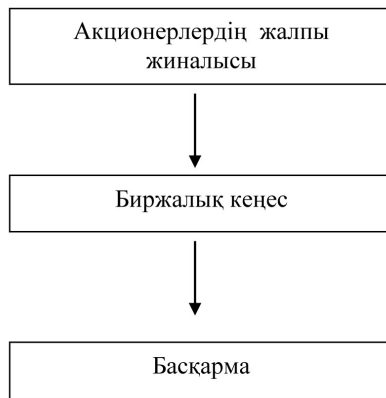 Акционерлердің жалпы
жиналысы
Биржалық кеңес
Басқарма